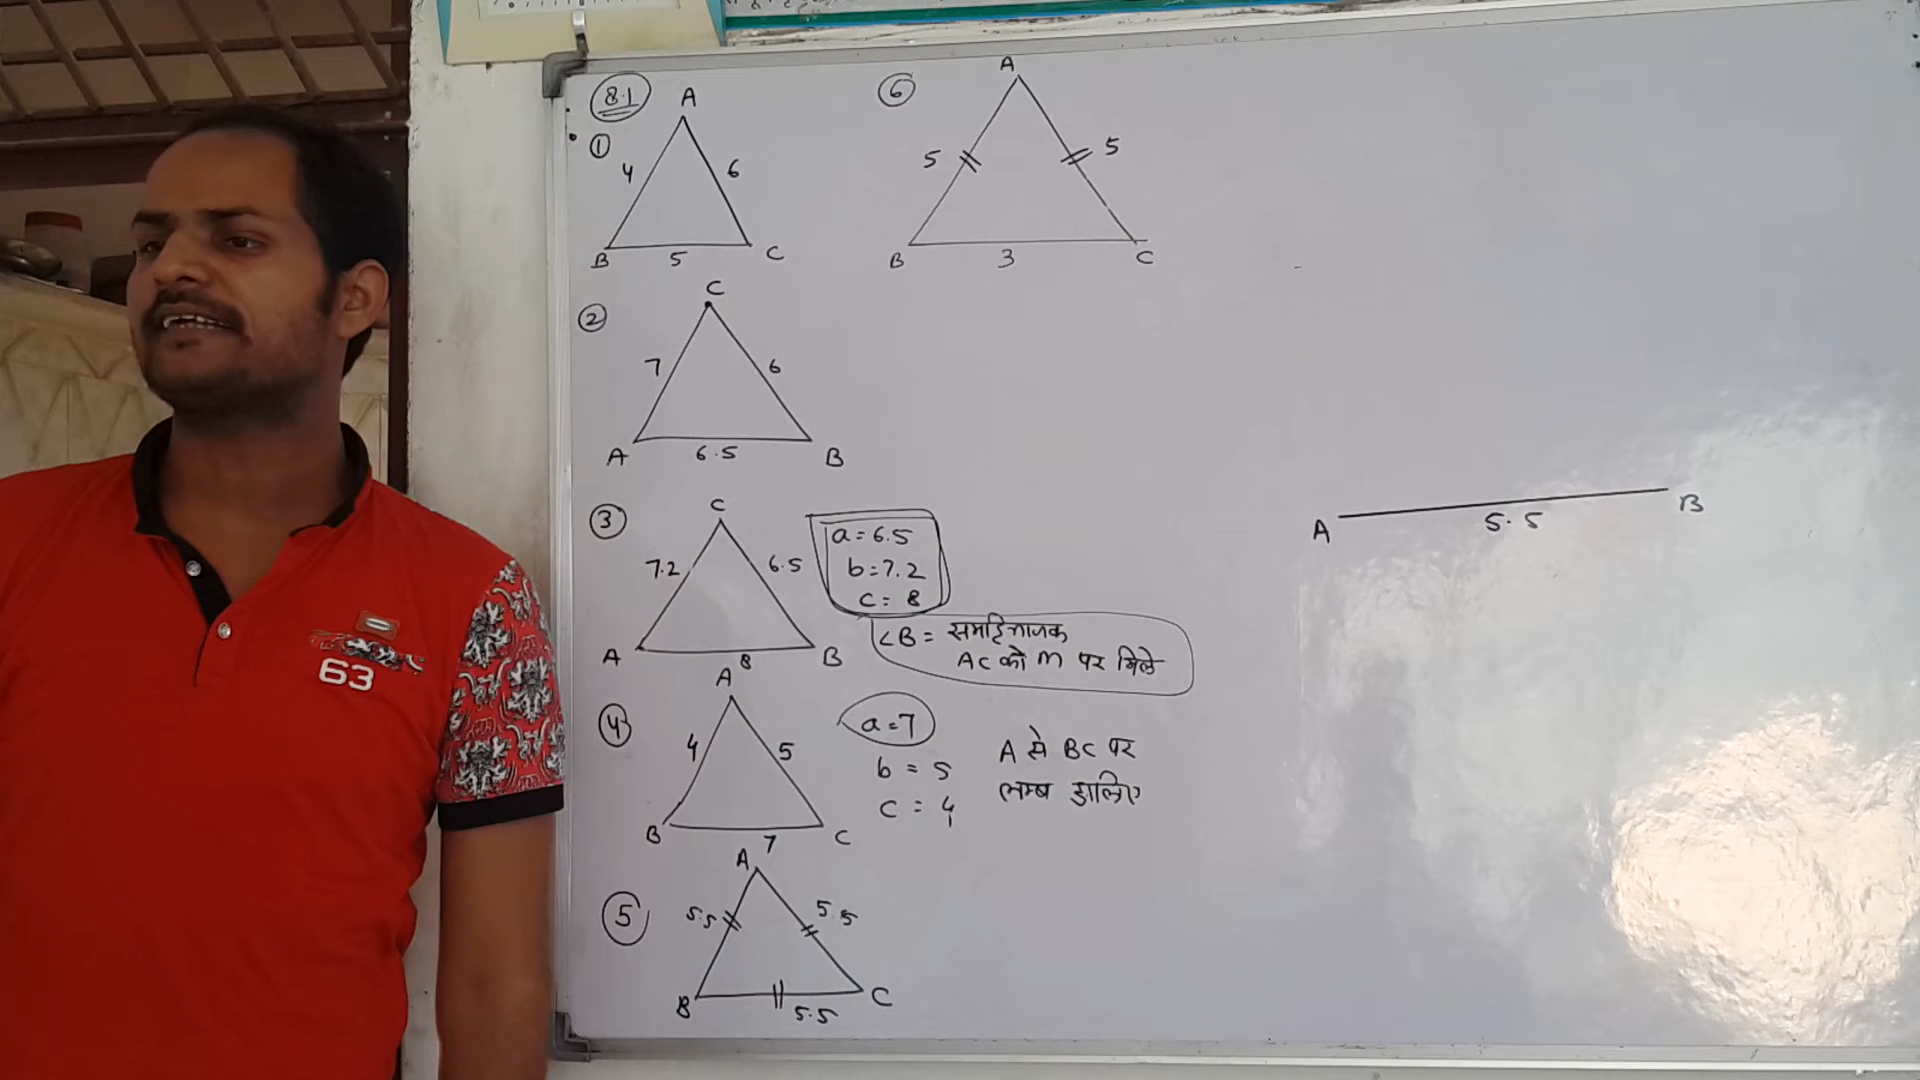 8.1
①
A
4
6
B
5
C
②
C
7
6
A
6.5
B
③
C
7.2
6.5
A
8
B
a = 6.5
b = 7.2
c = 8
∠B = समद्विभाजक
AC को m पर मिले
④
A
4
5
B
7
C
a = 7
b = 5
c = 4
A से BC पर
लम्ब डालिए
⑤
A
5.5
5.5
B
5.5
C
⑥
A
5
5
B
3
C
A
5.5
B
63